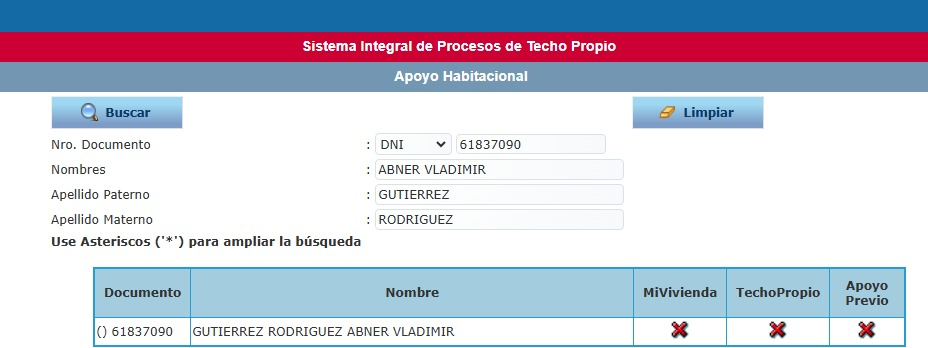 Sistema Integral de Procesos de Techo Propio
Apoyo Habitacional
Buscar Limpiar
Nro. Documento : DNI 61837090
Nombres : ABNER VLADIMIR
Apellido Paterno : GUTIERREZ
Apellido Materno : RODRIGUEZ
Use Asteriscos ('*') para ampliar la búsqueda
Documento Nombre MiVivienda TechoPropio Apoyo Previo
() 61837090 GUTIERREZ RODRIGUEZ ABNER VLADIMIR